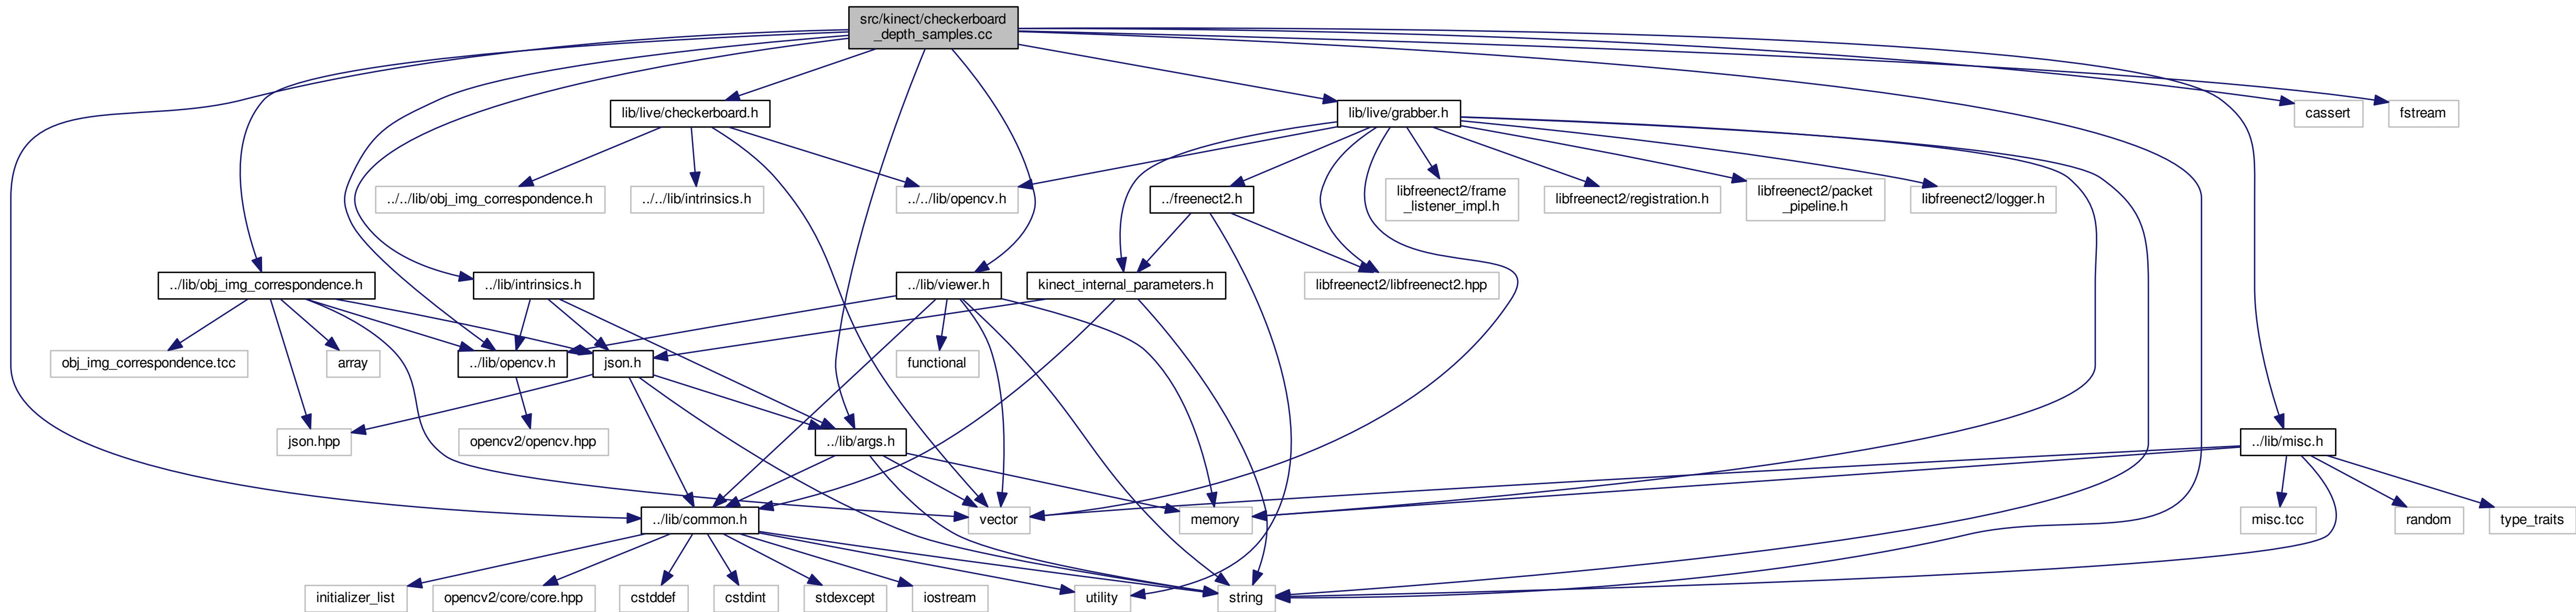 src/kinect/checkerboard
_depth_samples.cc
lib/live/checkerboard.h
lib/live/grabber.h
cassert
fstream
../../lib/obj_img_correspondence.h
../../lib/intrinsics.h
../../lib/opencv.h
../freenect2.h
libfreenect2/frame
_listener_impl.h
libfreenect2/registration.h
libfreenect2/packet
_pipeline.h
libfreenect2/logger.h
../lib/obj_img_correspondence.h
../lib/intrinsics.h
../lib/viewer.h
kinect_internal_parameters.h
libfreenect2/libfreenect2.hpp
obj_img_correspondence.tcc
array
../lib/opencv.h
json.h
functional
json.hpp
opencv2/opencv.hpp
../lib/args.h
../lib/misc.h
../lib/common.h
vector
memory
misc.tcc
random
type_traits
initializer_list
opencv2/core/core.hpp
cstddef
cstdint
stdexcept
iostream
utility
string